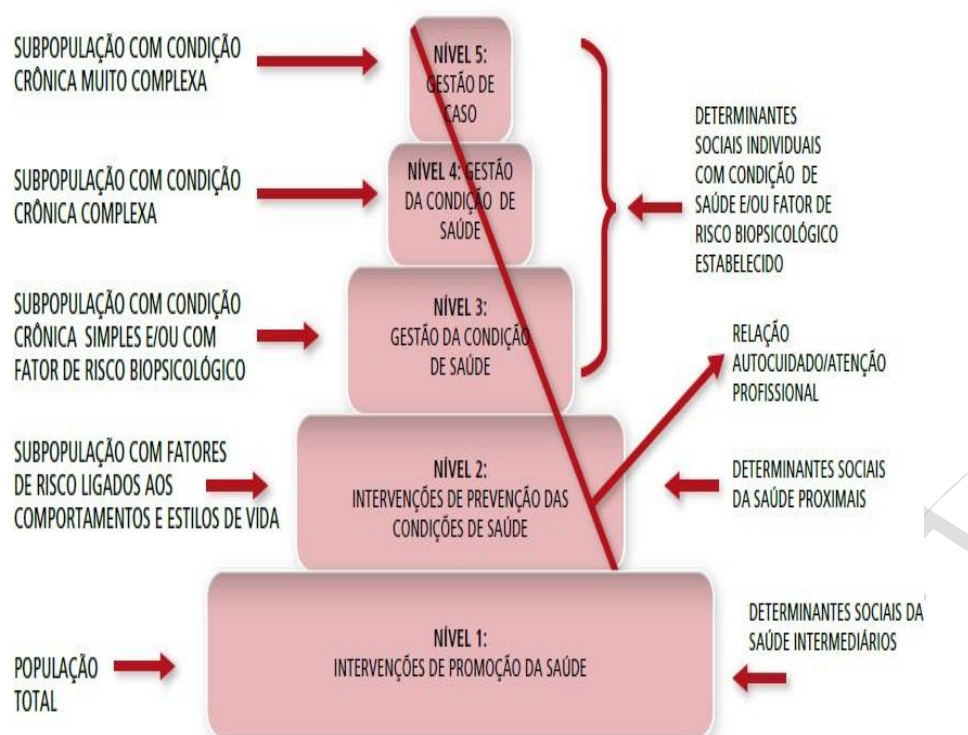 SUBPOPULAÇÃO COM CONDIÇÃO
CRÔNICA MUITO COMPLEXA
SUBPOPULAÇÃO COM CONDIÇÃO
CRÔNICA COMPLEXA
SUBPOPULAÇÃO COM CONDIÇÃO
CRÔNICA SIMPLES E/OU COM
FATOR DE RISCO BIOPSICOLÓGICO
SUBPOPULAÇÃO COM FATORES
DE RISCO LIGADOS AOS
COMPORTAMENTOS E ESTILOS DE VIDA
POPULAÇÃO
TOTAL
NÍVEL 5:
GESTÃO DE
CASO
NÍVEL 4: GESTÃO
DA CONDIÇÃO DE
SAÚDE
NÍVEL 3:
GESTÃO DA CONDIÇÃO
DE SAÚDE
NÍVEL 2:
INTERVENÇÕES DE PREVENÇÃO DAS
CONDIÇÕES DE SAÚDE
NÍVEL 1:
INTERVENÇÕES DE PROMOÇÃO DA SAÚDE
DETERMINANTES
SOCIAIS INDIVIDUAIS
COM CONDIÇÃO DE
SAÚDE E/OU FATOR DE
RISCO BIOPSICOLÓGICO
ESTABELECIDO
RELAÇÃO
AUTOCUIDADO/ATENÇÃO
PROFISSIONAL
DETERMINANTES SOCIAIS
DA SAÚDE PROXIMAIS
DETERMINANTES SOCIAIS DA
SAÚDE INTERMEDIÁRIOS